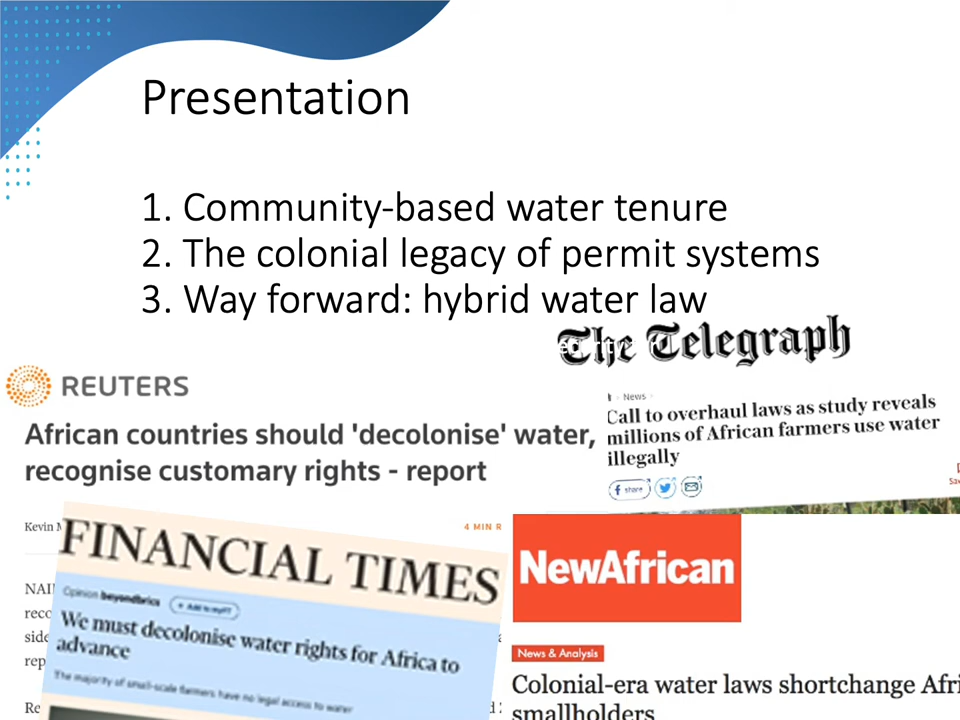 Presentation
1. Community-based water tenure
2. The colonial legacy of permit systems
3. Way forward: hybrid water law
The Telegraph
News
Call to overhaul laws as study reveals
millions of African farmers use water
illegally
share
REUTERS
African countries should 'decolonise' water,
recognise customary rights - report
Kevin
4 MIN R
FINANCIAL TIMES
Opinion beyondbrics + Add to myFT
We must decolonise water rights for Africa to
advance
The majority of small-scale farmers have no legal access to water
NewAfrican
News & Analysis
Colonial-era water laws shortchange Afri
smallholders